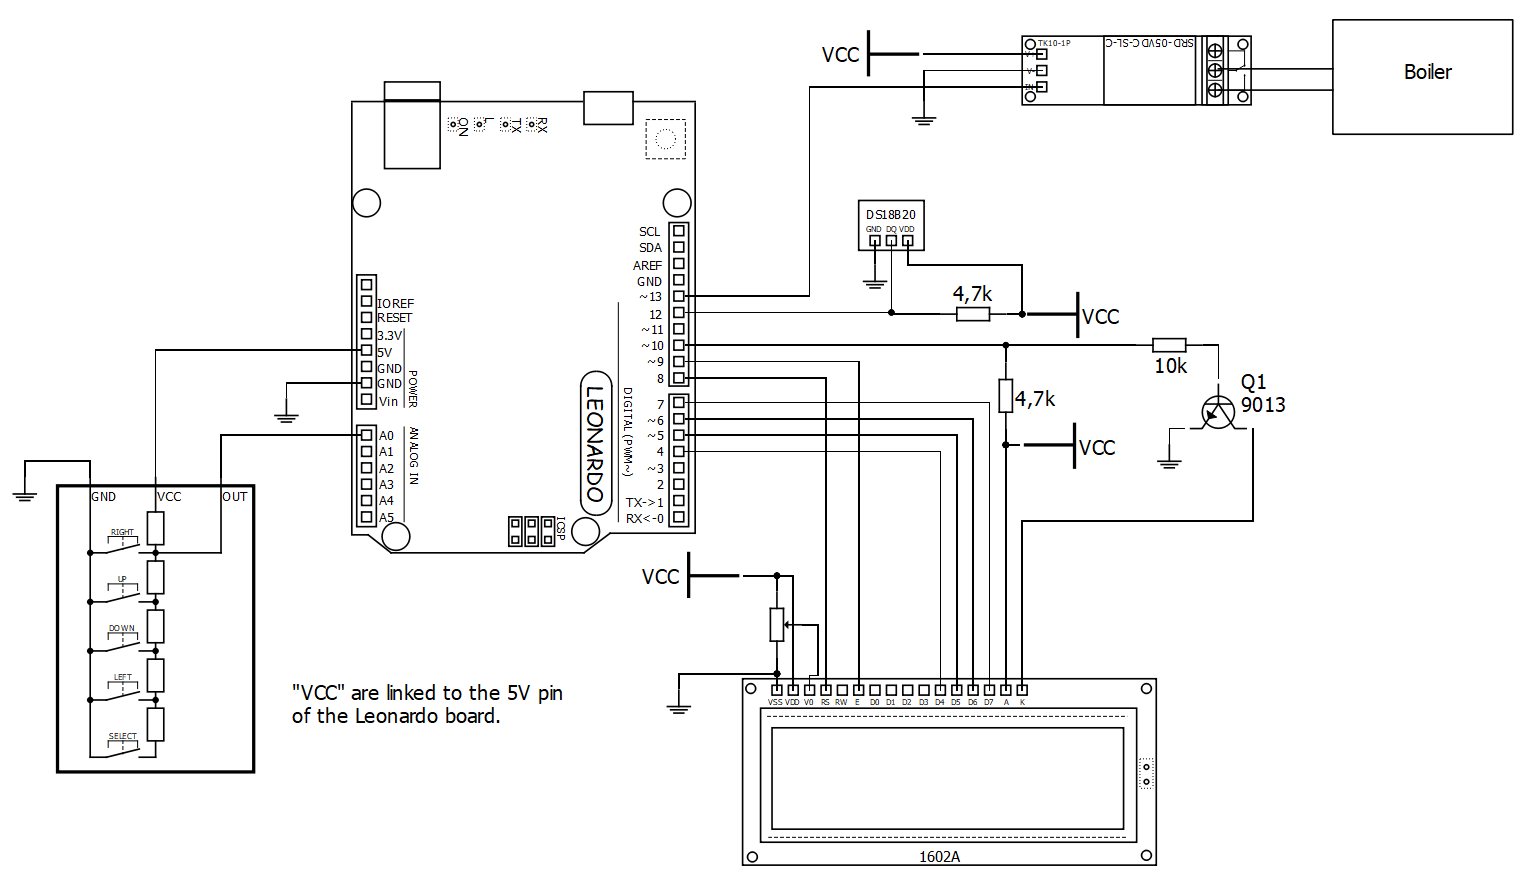 VCC
TK10-1P
V+
V-
IN
SRD-05VDC-SL-C
Boiler
ON
L
TX
RX
DS18B20
GND DQ VDD
4,7k
VCC
SCL
SDA
AREF
GND
~13
12
~11
~10
~9
8
7
~6
~5
4
~3
2
TX->1
RX<-0
DIGITAL (PWM~)
LEONARDO
ICSP
IOREF
RESET
3.3V
5V
GND
GND
Vin
POWER
A0
A1
A2
A3
A4
A5
ANALOG IN
10k
Q1
9013
4,7k
VCC
GND VCC OUT
RIGHT
UP
DOWN
LEFT
SELECT
VCC
"VCC" are linked to the 5V pin
of the Leonardo board.
VSS VDD V0 RS RW E D0 D1 D2 D3 D4 D5 D6 D7 A K
1602A